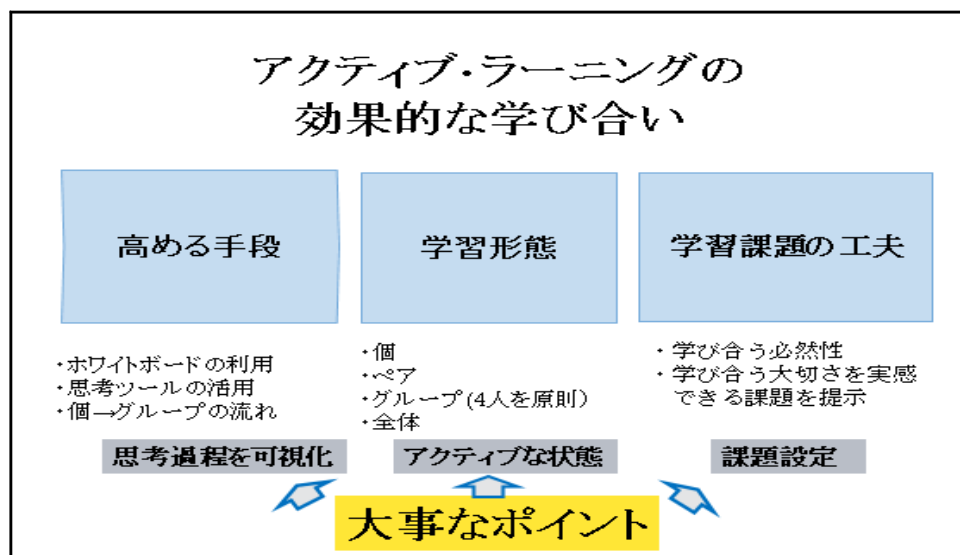 アクティブ・ラーニングの
効果的な学び合い
高める手段
学習形態
学習課題の工夫
・ホワイトボードの利用
・思考ツールの活用
・個→グループの流れ
・個
・ペア
・グループ(4人を原則)
・全体
・学び合う必然性
・学び合う大切さを実感
できる課題を提示
思考過程を可視化
アクティブな状態
課題設定
大事なポイント